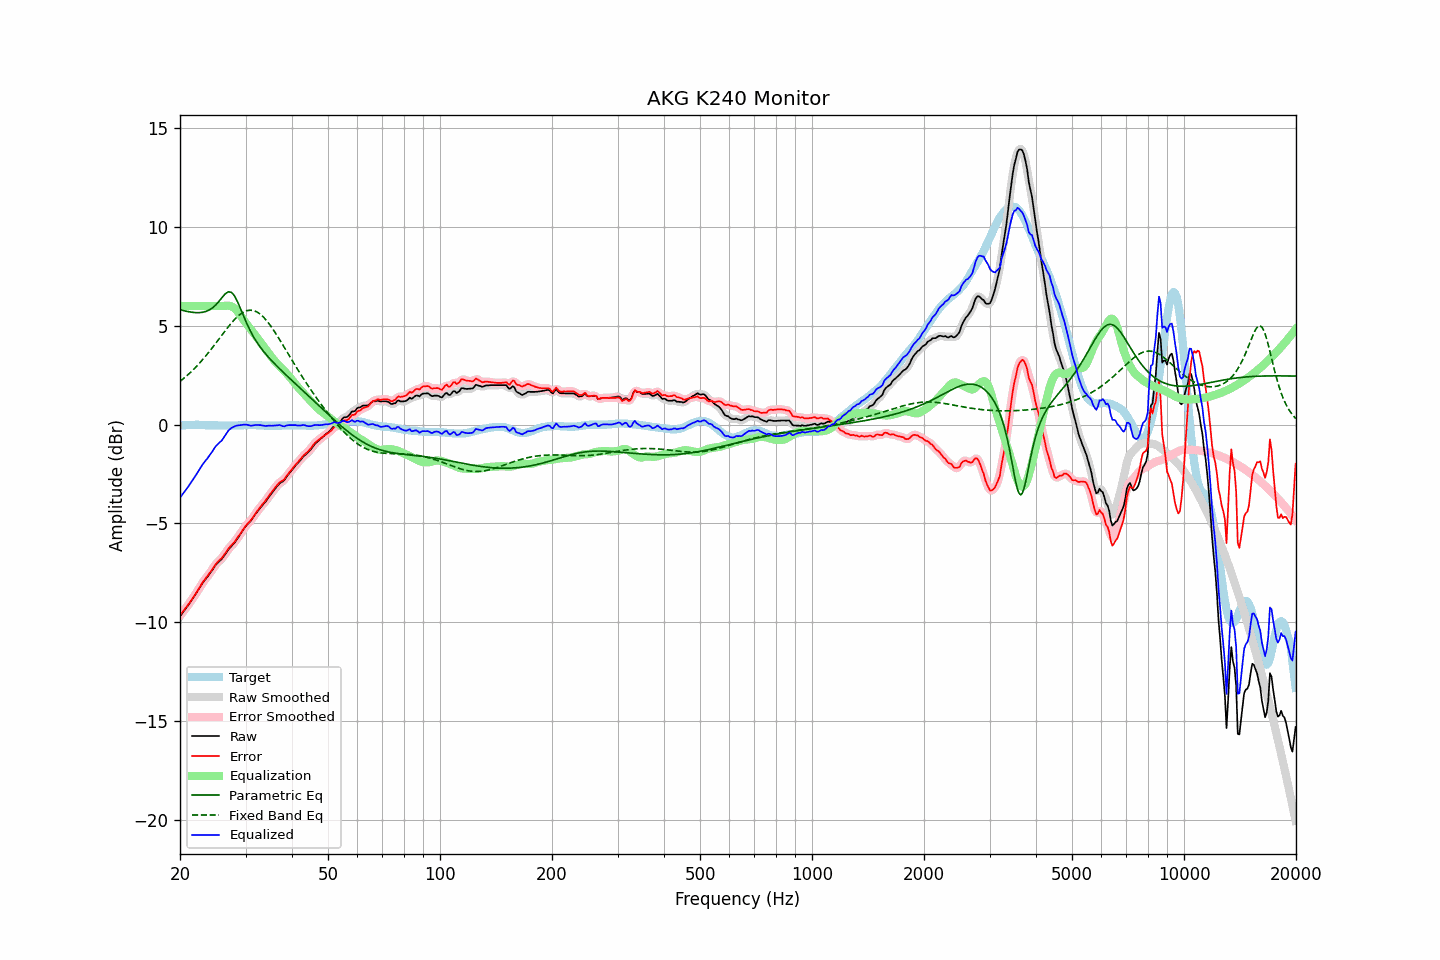 AKG K240 Monitor
15
10
5
0
−5
−10
−15
−20
Amplitude (dBr)
Target
Raw Smoothed
Error Smoothed
Raw
Error
Equalization
Parametric Eq
Fixed Band Eq
Equalized
20 50 100 200 500 1000 2000 5000 10000 20000
Frequency (Hz)